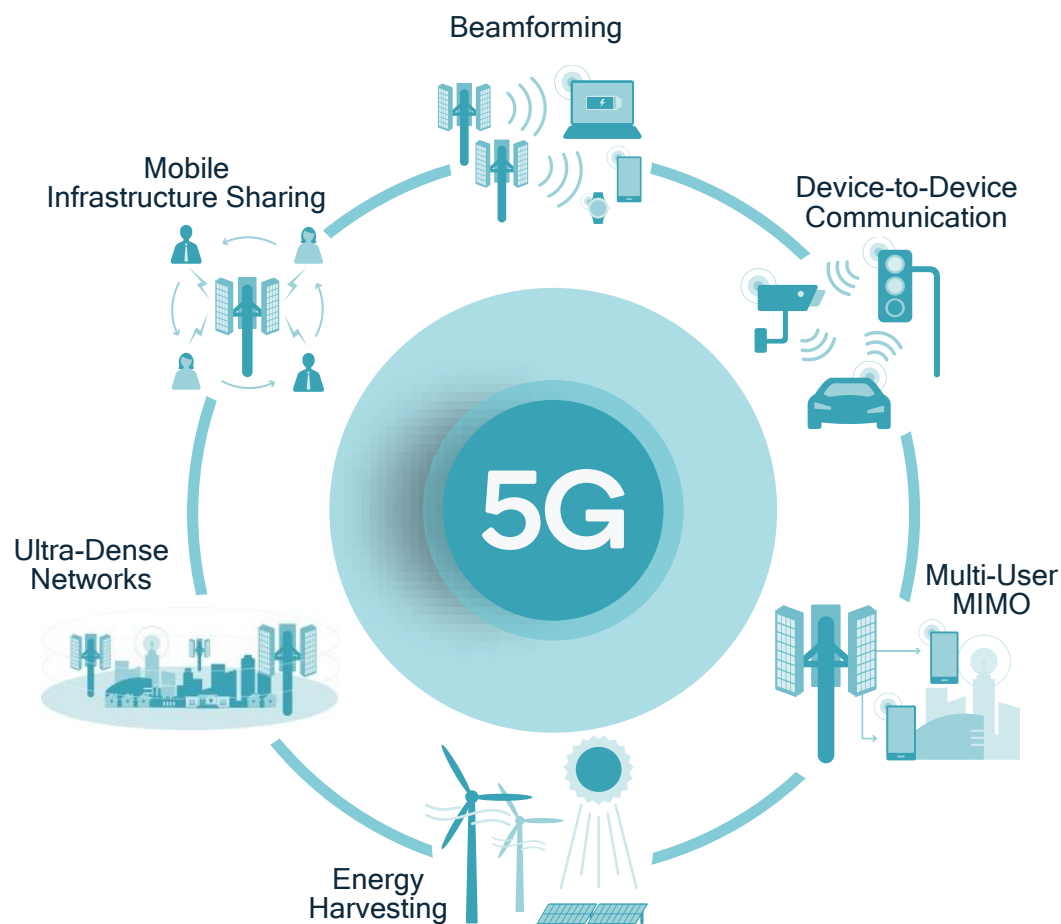 Beamforming
Mobile
Infrastructure Sharing
Device-to-Device
Communication
5G
Ultra-Dense
Networks
Multi-User
MIMO
Energy
Harvesting